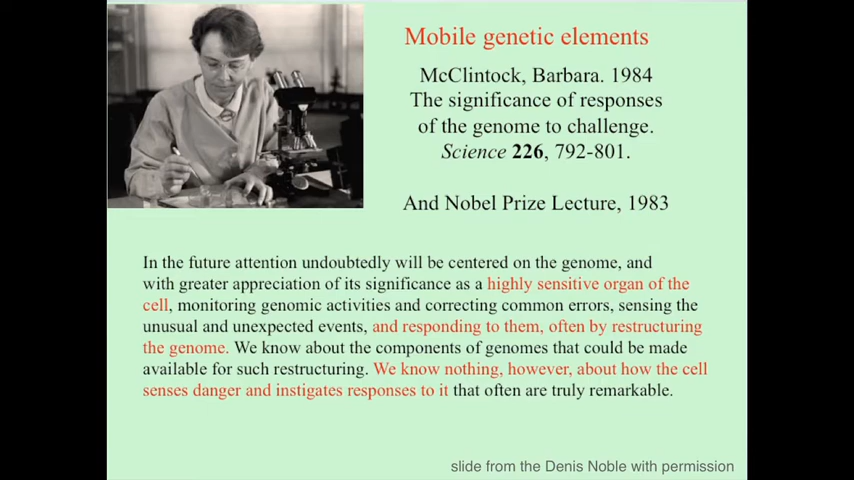 Mobile genetic elements
McClintock, Barbara. 1984
The significance of responses
of the genome to challenge.
Science 226, 792-801.
And Nobel Prize Lecture, 1983
In the future attention undoubtedly will be centered on the genome, and
with greater appreciation of its significance as a highly sensitive organ of the
cell, monitoring genomic activities and correcting common errors, sensing the
unusual and unexpected events, and responding to them, often by restructuring
the genome. We know about the components of genomes that could be made
available for such restructuring. We know nothing, however, about how the cell
senses danger and instigates responses to it that often are truly remarkable.
slide from the Denis Noble with permission